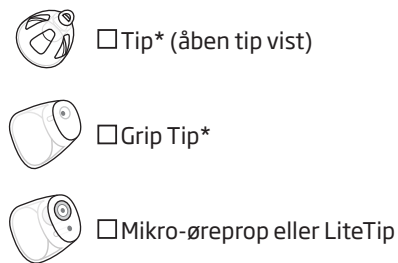 ☐ Tip* (åben tip vist)
☐ Grip Tip*
☐ Mikro-øreprop eller LiteTip